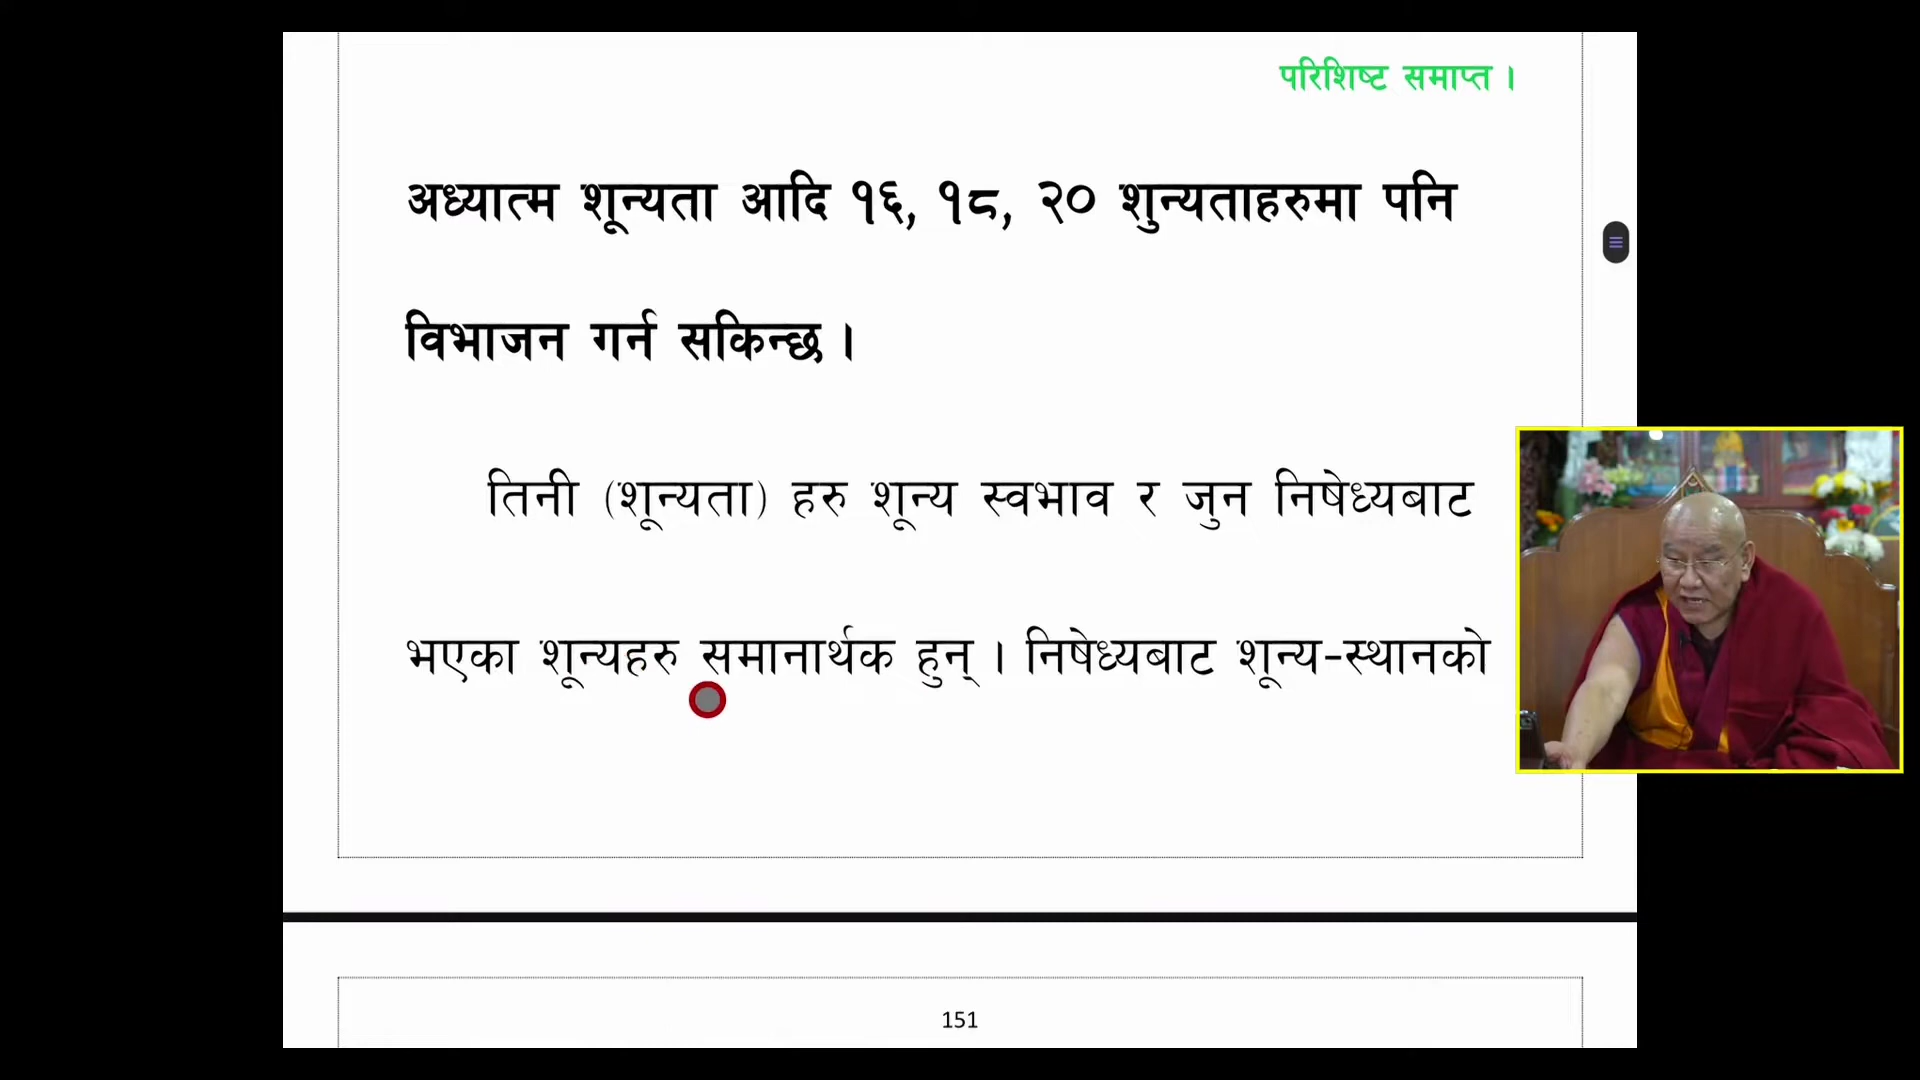 परिशिष्ट समाप्त ।
अध्यात्म शून्यता आदि १६, १८, २० शुन्यताहरुमा पनि
विभाजन गर्न सकिन्छ ।
तिनी (शून्यता) हरु शून्य स्वभाव र जुन निषेध्यबाट
भएका शून्यहरु समानार्थक हुन् । निषेध्यबाट शून्य-स्थानको
151